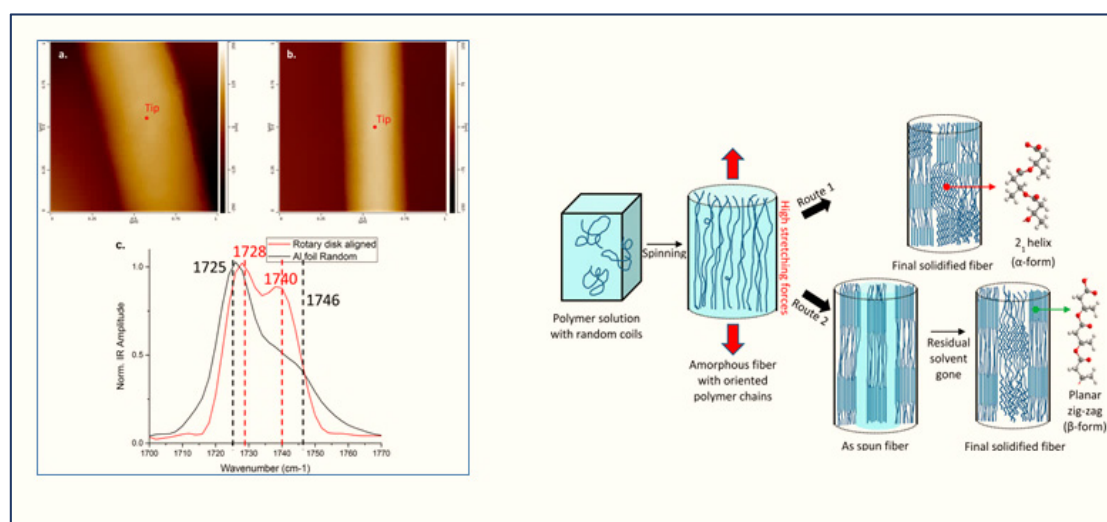 a.
Tip
b.
Tip
c.
1728
Rotary disk aligned
Al foil Random
1725
1740
1746
1.0
0.5
0.0
Norm. IR Amplitude
1700 1710 1720 1730 1740 1750 1760 1770
Wavenumber (cm-1)
Polymer solution
with random coils
Spinning
High stretching forces
Amorphous fiber
with oriented
polymer chains
Route 1
Route 2
Final solidified fiber
2₁ helix
(α-form)
As spun fiber
Residual
solvent
gone
Final solidified fiber
Planar
zig-zag
(β-form)